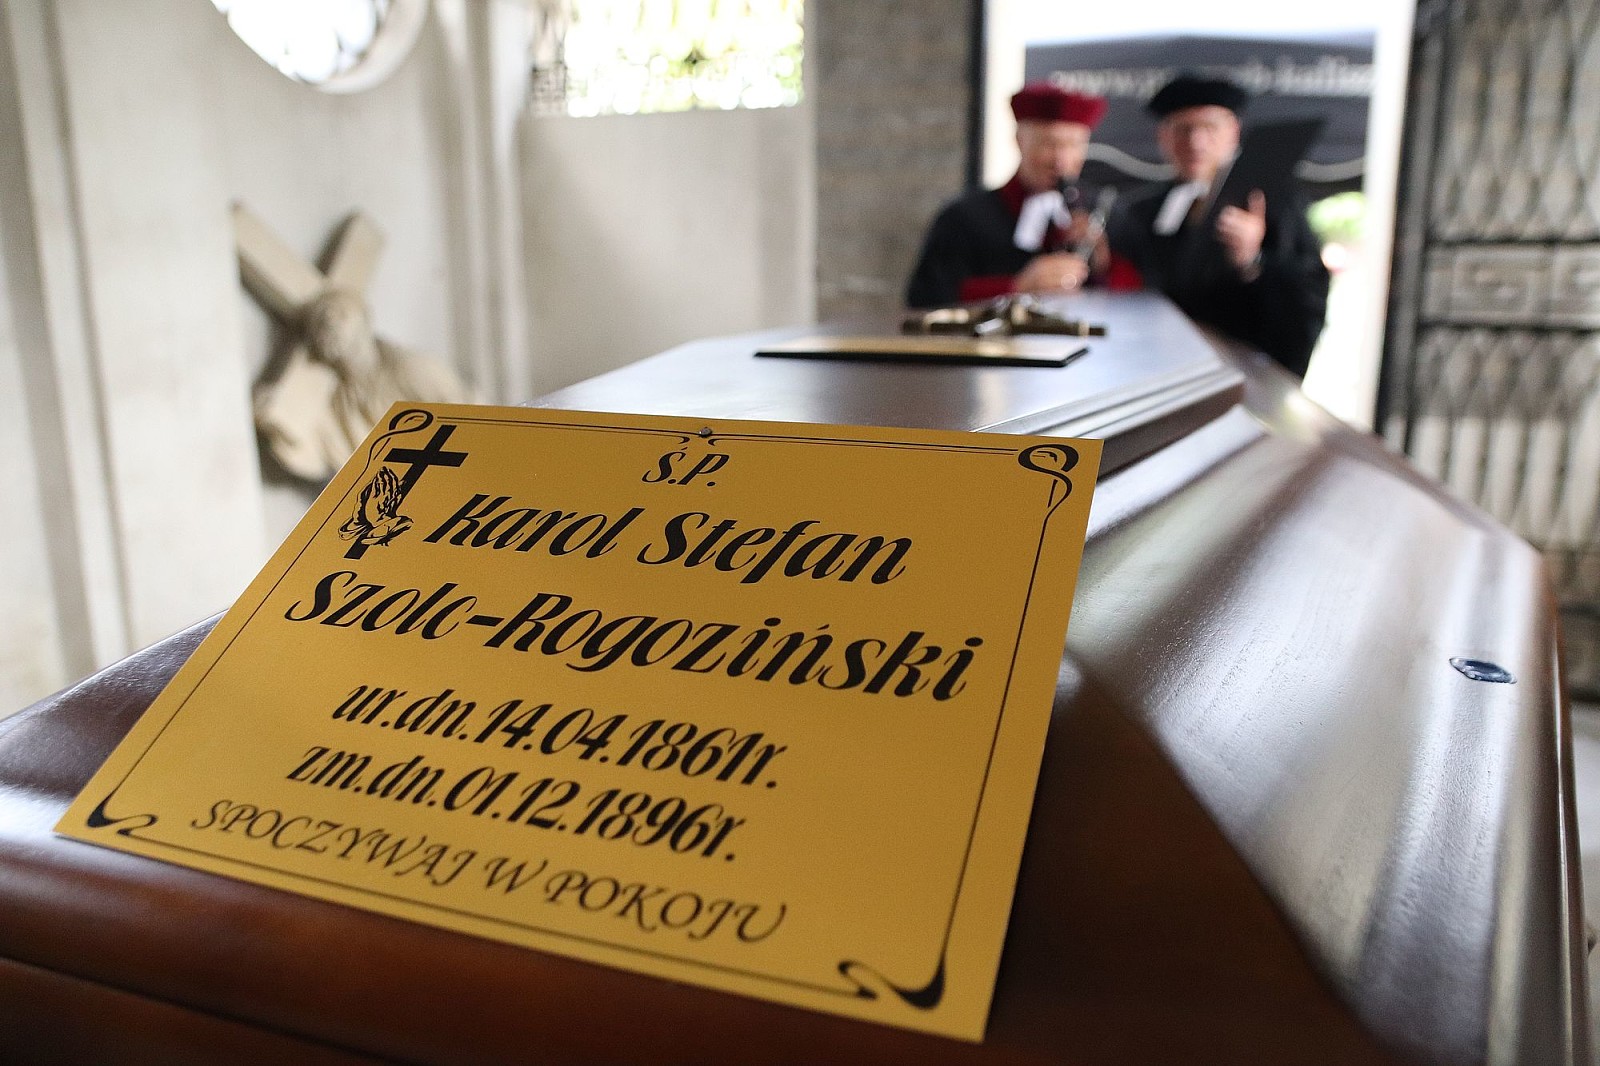 Ś.P.
Karol Stefan
Szolc-Rogoziński
ur.dn.14.04.1861r.
zm.dn.01.12.1896r.
SPOCZYWAJ W POKOJU